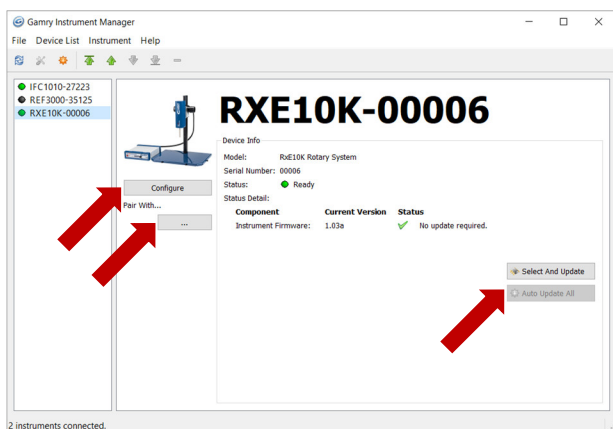 Gamry Instrument Manager
File Device List Instrument Help
IFC1010-27223
REF3000-35125
RXE10K-00006
RXE10K-00006
Device Info
Model: RxE10K Rotary System
Serial Number: 00006
Status: Ready
Status Detail:
Component Current Version Status
Instrument Firmware: 1.03a No update required.
Configure
Pair With...
...
Select And Update
Auto Update All
2 instruments connected.